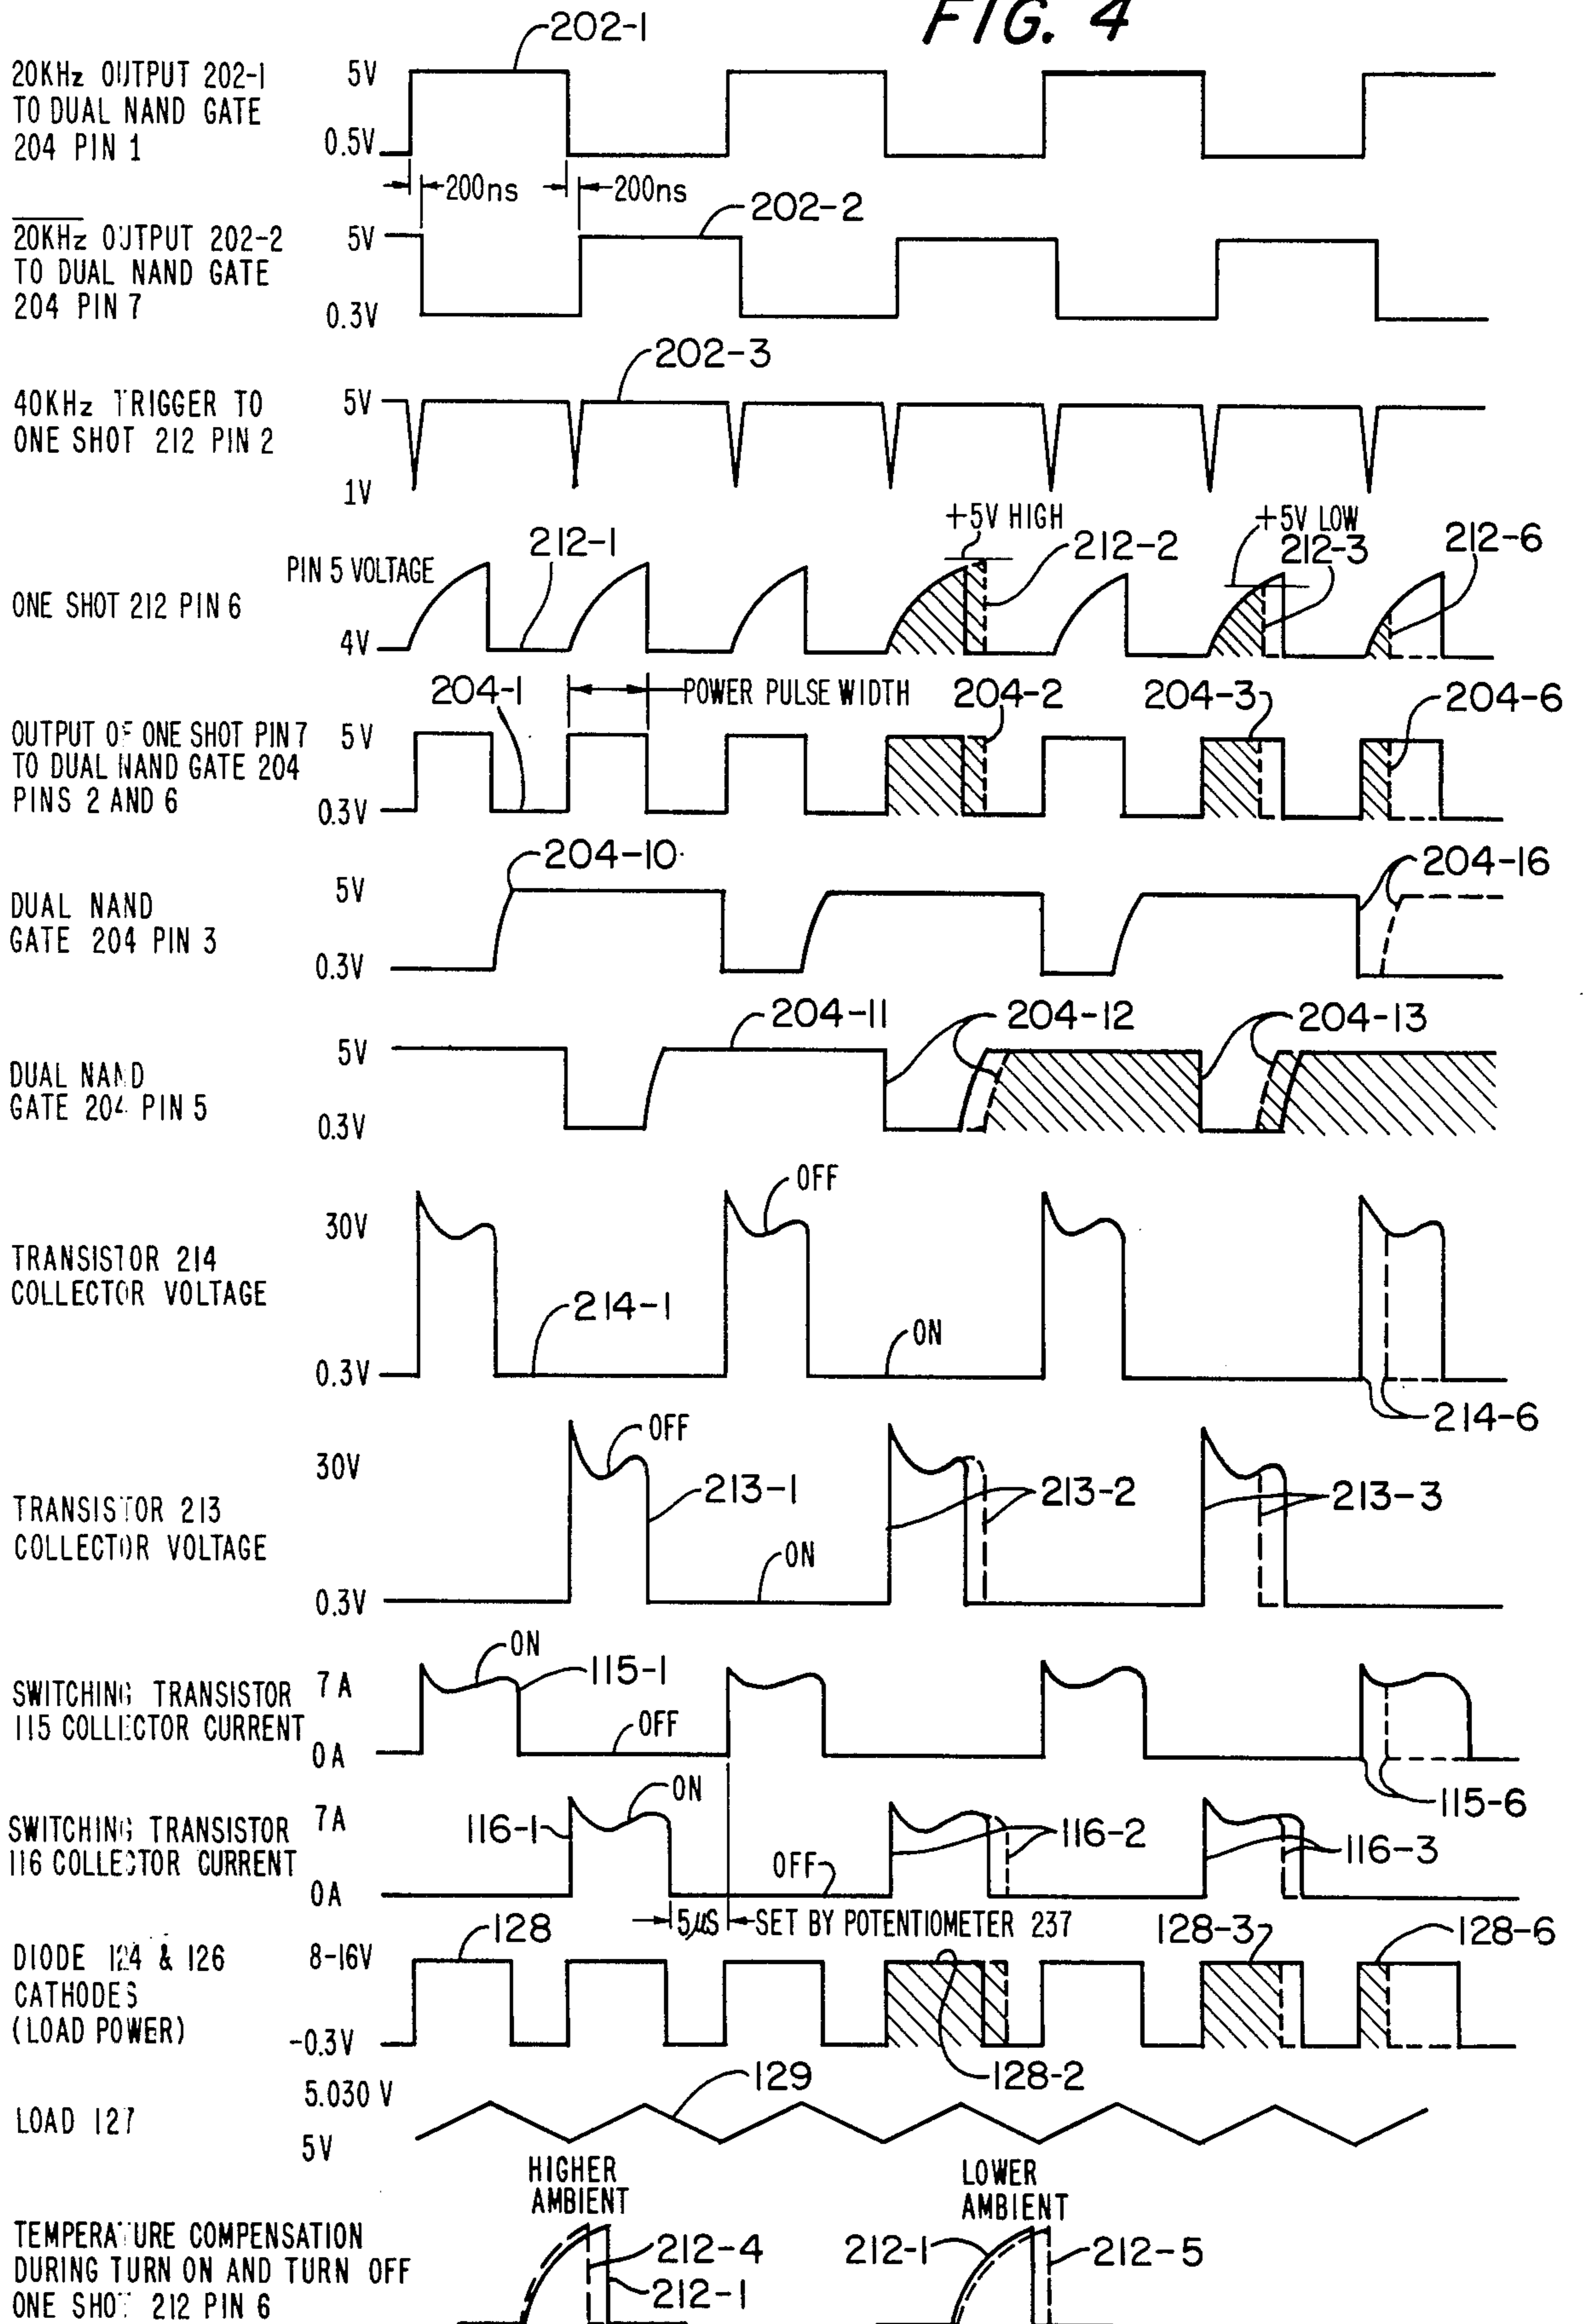 FIG. 4
202-1
20KHz OUTPUT 202-1
TO DUAL NAND GATE
204 PIN 1
5V
0.5V
200ns
200ns
202-2
20KHz OUTPUT 202-2
TO DUAL NAND GATE
204 PIN 7
5V
0.3V
202-3
40KHz TRIGGER TO
ONE SHOT 212 PIN 2
5V
1V
+5V HIGH
+5V LOW
212-1
212-2
212-3
212-6
PIN 5 VOLTAGE
ONE SHOT 212 PIN 6
4V
204-1
POWER PULSE WIDTH
204-2
204-3
204-6
OUTPUT OF ONE SHOT PIN 7
TO DUAL NAND GATE 204
PINS 2 AND 6
5V
0.3V
204-10
204-16
DUAL NAND
GATE 204 PIN 3
5V
0.3V
204-11
204-12
204-13
DUAL NAND
GATE 204 PIN 5
5V
0.3V
OFF
30V
TRANSISTOR 214
COLLECTOR VOLTAGE
214-1
ON
0.3V
214-6
OFF
30V
TRANSISTOR 213
COLLECTOR VOLTAGE
213-1
213-2
213-3
ON
0.3V
ON
115-1
SWITCHING TRANSISTOR
115 COLLECTOR CURRENT
7A
OFF
0A
115-6
ON
SWITCHING TRANSISTOR
116 COLLECTOR CURRENT
7A
116-1
116-2
116-3
OFF
0A
5µS
SET BY POTENTIOMETER 237
128
128-3
128-6
DIODE 124 & 126
CATHODES
(LOAD POWER)
8-16V
-0.3V
128-2
5.030 V
129
LOAD 127
5V
HIGHER
AMBIENT
LOWER
AMBIENT
TEMPERATURE COMPENSATION
DURING TURN ON AND TURN OFF
ONE SHOT 212 PIN 6
212-4
212-1
212-1
212-5